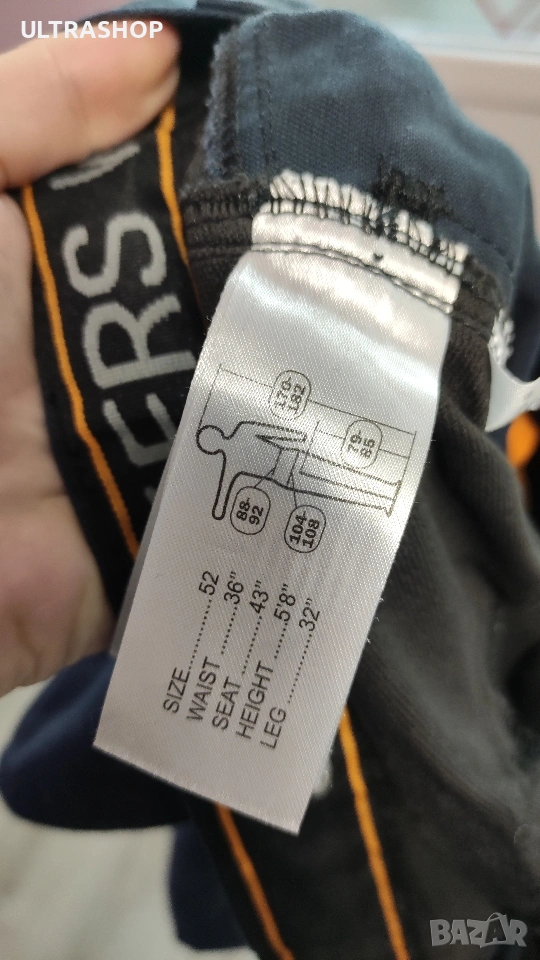 ULTRASHOP
ERS
170-
182
79-
85
88-
92
104-
108
SIZE..............52
WAIST........36"
SEAT..........43"
HEIGHT......5'8"
LEG.............32"
BAZAR